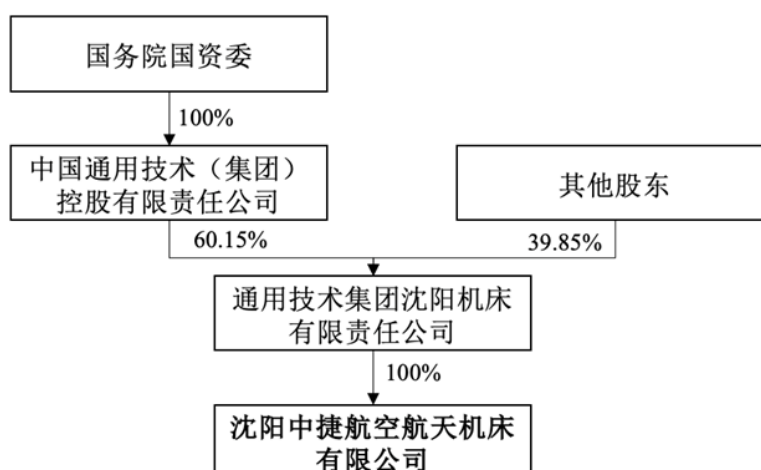 国务院国资委
100%
中国通用技术（集团）
控股有限责任公司
其他股东
60.15%
39.85%
通用技术集团沈阳机床
有限责任公司
100%
沈阳中捷航空航天机床
有限公司